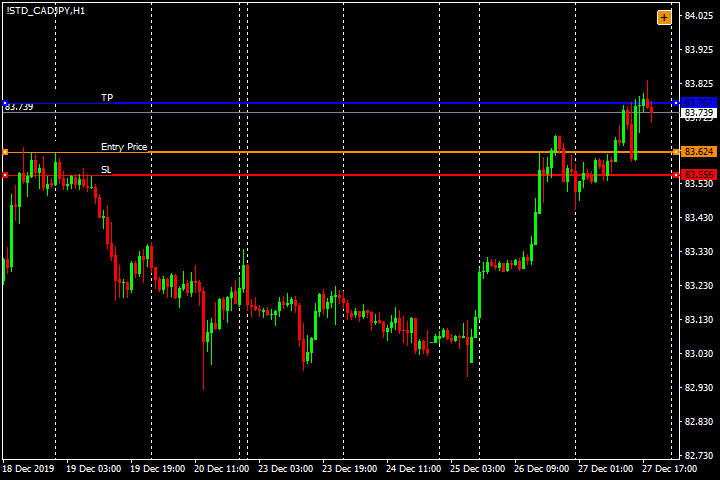 !STD_CADJPY,H1
84.025
83.925
83.825
TP
83.739
83.739
83.725
Entry Price
83.624
SL
83.555
83.530
83.430
83.330
83.230
83.130
83.030
82.930
82.830
82.730
18 Dec 2019
19 Dec 03:00
19 Dec 19:00
20 Dec 11:00
23 Dec 03:00
23 Dec 19:00
24 Dec 11:00
25 Dec 03:00
26 Dec 09:00
27 Dec 01:00
27 Dec 17:00